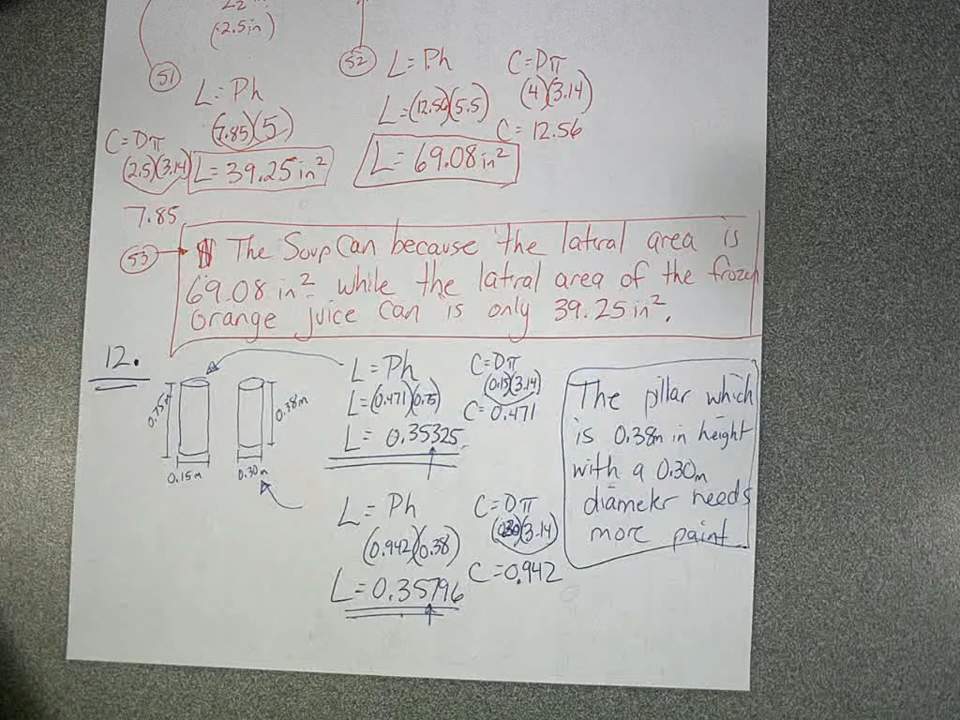 (2.5in)
51
52
L = Ph
(7.85)(5)
C = Dπ
(2.5)(3.14)
L = 39.25in²
7.85
L = Ph
L = (12.56)(5.5)
L = 69.08in²
C = Dπ
(4)(3.14)
C = 12.56
53
The Soup Can because the lateral area is
69.08 in² while the latral area of the frozen
Orange juice can is only 39.25in².
12.
0.75m
0.15m
0.38m
0.30m
L = Ph
L = (0.471)(0.75)
L = 0.35325
C = Dπ
(0.15)(3.14)
C = 0.471
L = Ph
(0.942)(0.38)
L = 0.35796
C = Dπ
(0.30)(3.14)
C = 0.942
The pillar which
is 0.38m in height
with a 0.30m
diameter needs
more paint